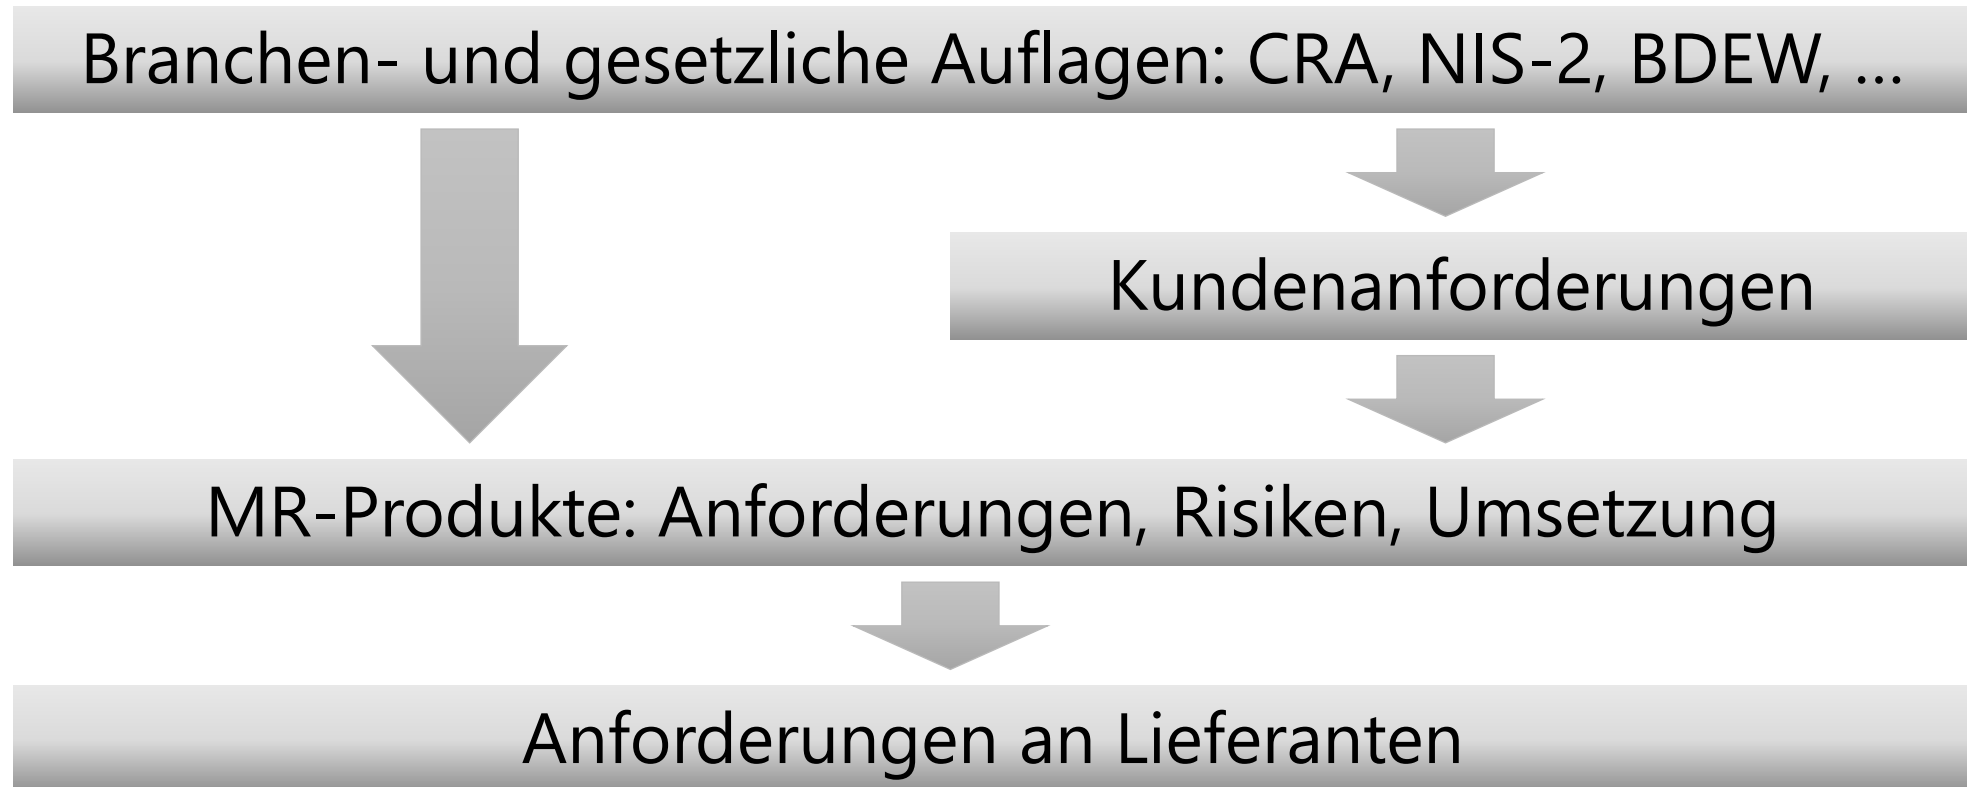 Branchen- und gesetzliche Auflagen: CRA, NIS-2, BDEW, …
Kundenanforderungen
MR-Produkte: Anforderungen, Risiken, Umsetzung
Anforderungen an Lieferanten